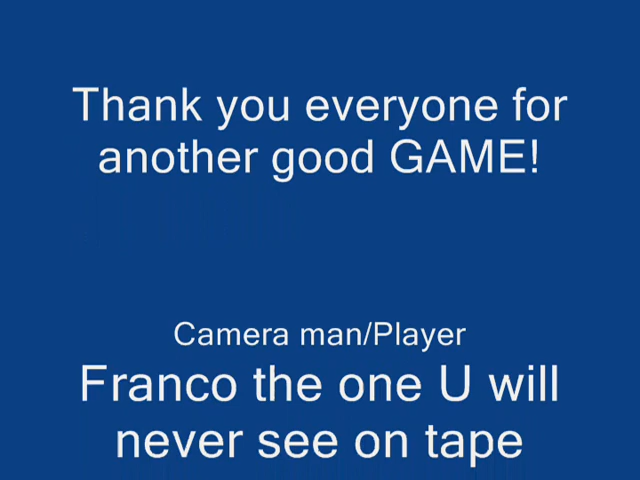 Thank you everyone for
another good GAME!
Camera man/Player
Franco the one U will
never see on tape